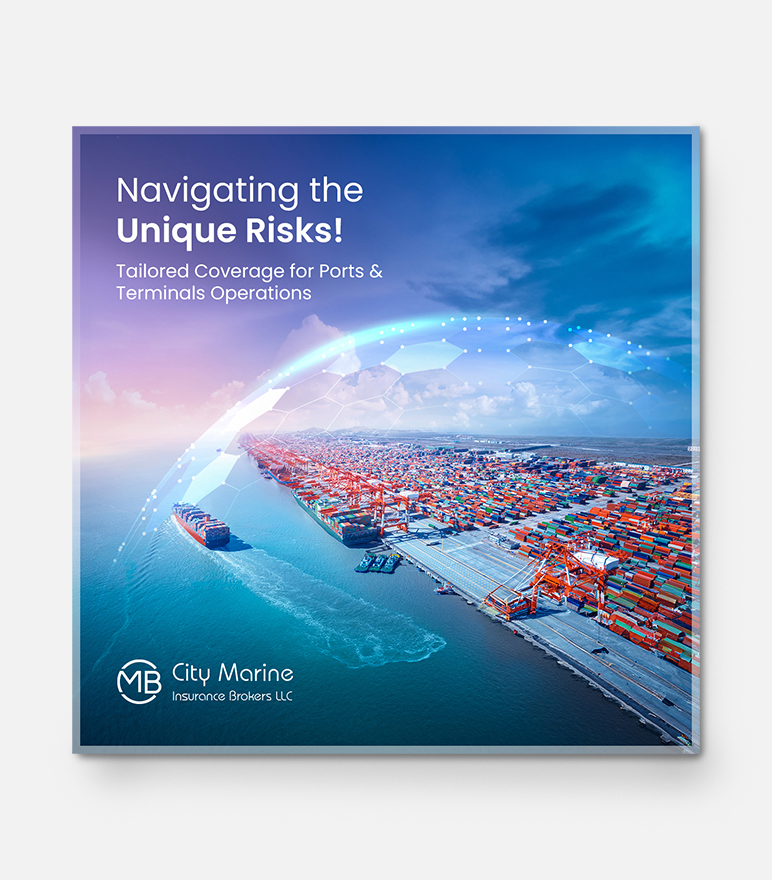 Navigating the
Unique Risks!
Tailored Coverage for Ports &
Terminals Operations
MB
City Marine
Insurance Brokers LLC